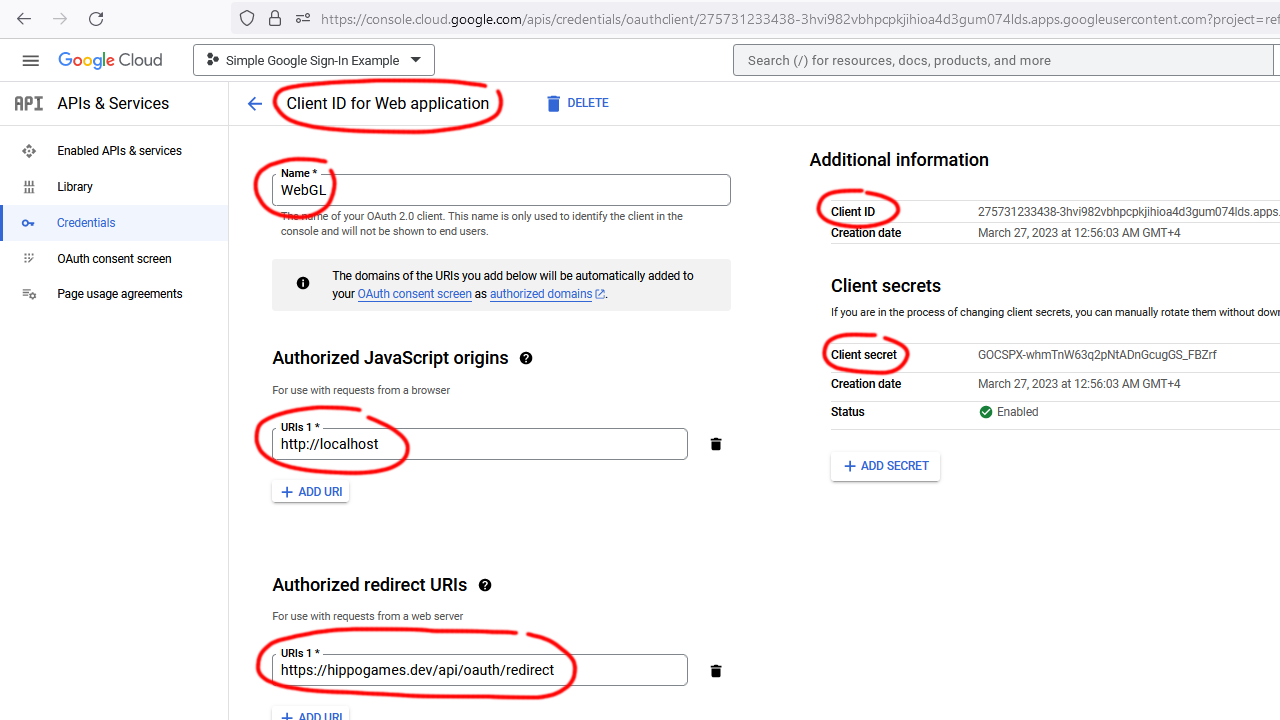 https://console.cloud.google.com/apis/credentials/oauthclient/275731233438-3hvi982vbhpcpkjihioa4d3gum074lds.apps.googleusercontent.com?project=ref
Google Cloud
Simple Google Sign-In Example
Search (/) for resources, docs, products, and more
API
APIs & Services
Client ID for Web application
DELETE
Enabled APIs & services
Library
Credentials
OAuth consent screen
Page usage agreements
Name *
WebGL
The name of your OAuth 2.0 client. This name is only used to identify the client in the
console and will not be shown to end users.
The domains of the URIs you add below will be automatically added to
your OAuth consent screen as authorized domains.
Authorized JavaScript origins
For use with requests from a browser
URIs 1 *
http://localhost
ADD URI
Authorized redirect URIs
For use with requests from a web server
URIs 1 *
https://hippogames.dev/api/oauth/redirect
ADD URI
Additional information
Client ID 275731233438-3hvi982vbhpcpkjihioa4d3gum074lds.apps.
Creation date March 27, 2023 at 12:56:03 AM GMT+4
Client secrets
If you are in the process of changing client secrets, you can manually rotate them without down
Client secret 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
Creation date March 27, 2023 at 12:56:03 AM GMT+4
Status Enabled
ADD SECRET